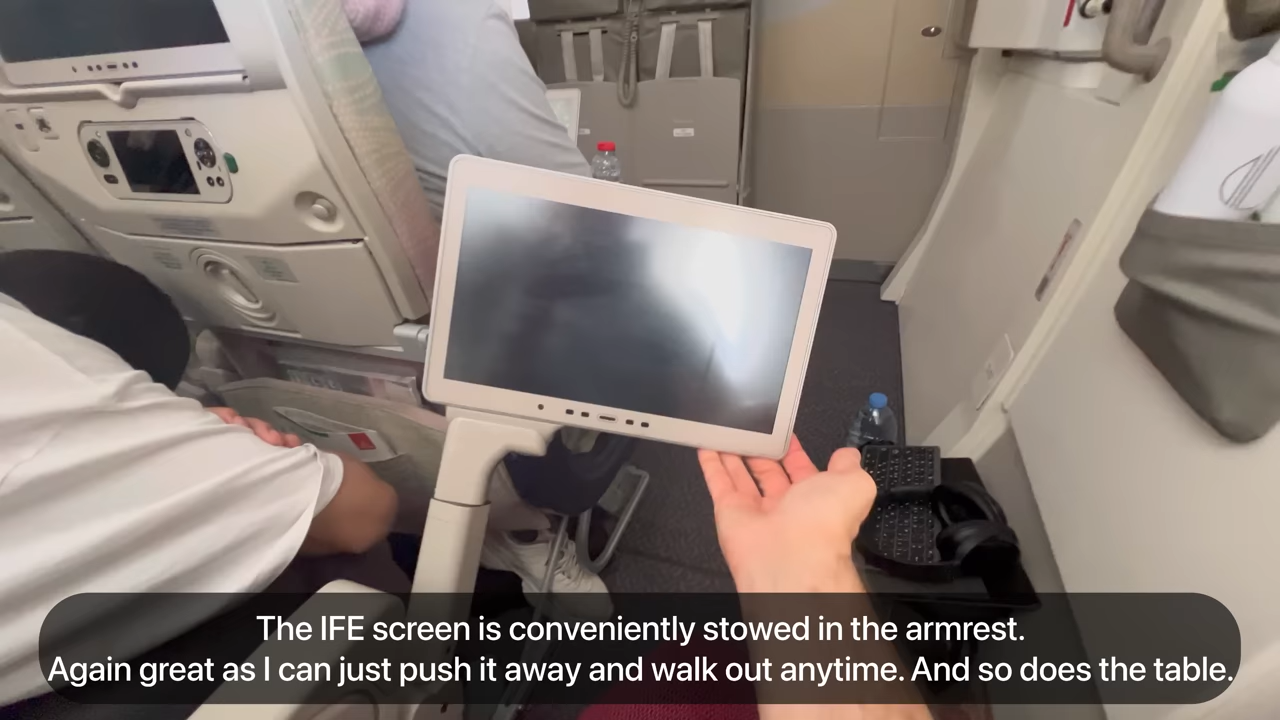 The IFE screen is conveniently stowed in the armrest.
Again great as I can just push it away and walk out anytime. And so does the table.